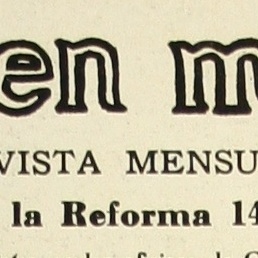 en m
VISTA MENSU
la Reforma 14